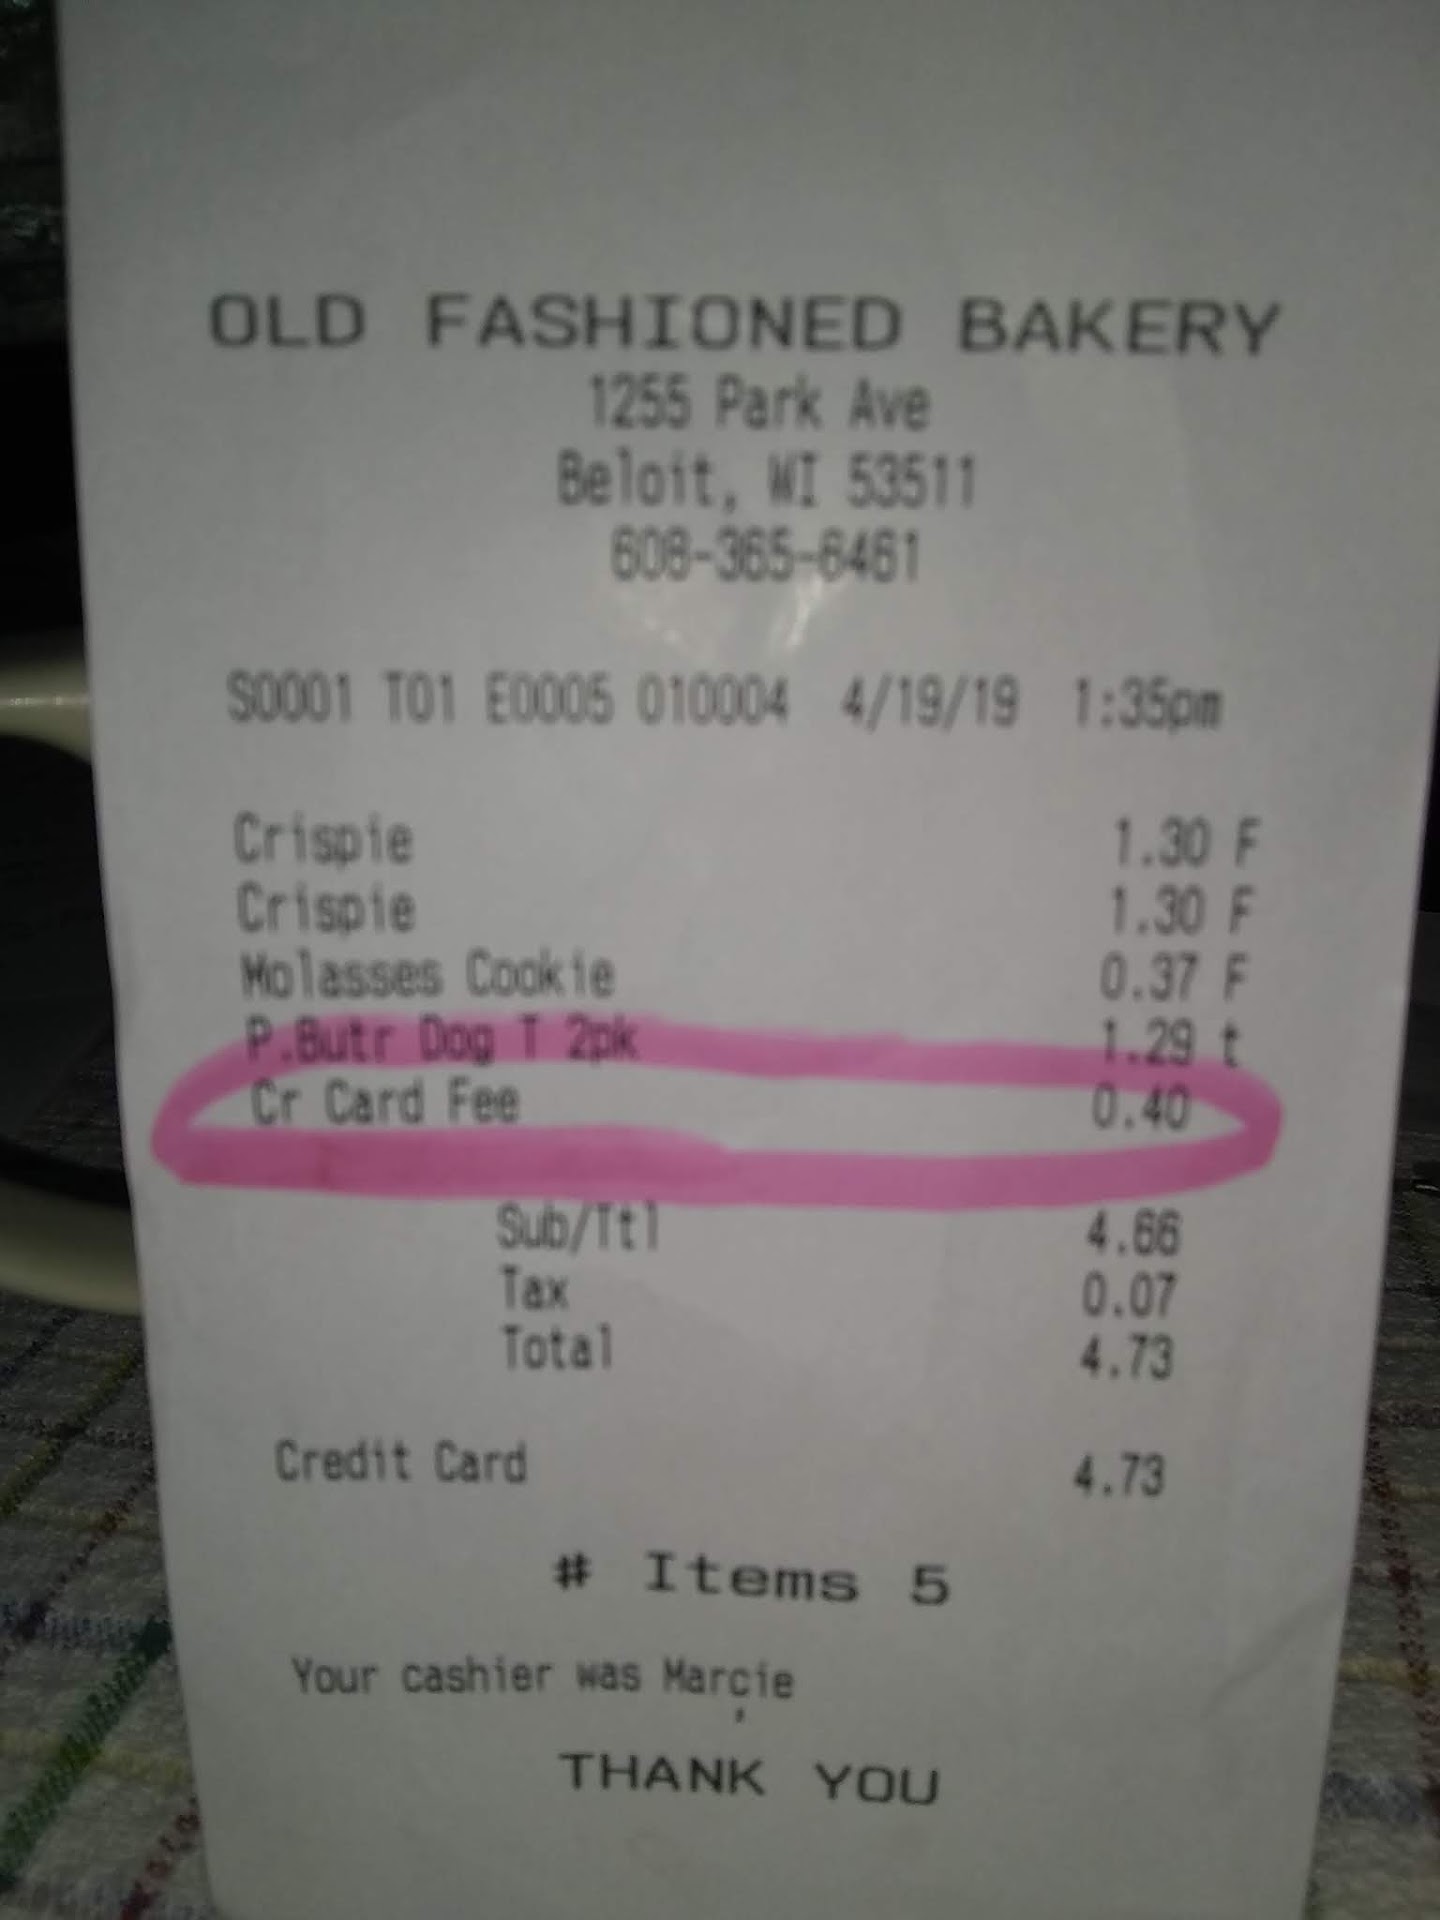 OLD FASHIONED BAKERY
1255 Park Ave
Beloit, WI 53511
608-365-6461
S0001 T01 E0005 010004 4/19/19 1:35pm
Crispie 1.30 F
Crispie 1.30 F
Molasses Cookie 0.37 F
P.Butr Dog T 2pk 1.29 t
Cr Card Fee 0.40
Sub/Ttl 4.66
Tax 0.07
Total 4.73
Credit Card 4.73
# Items 5
Your cashier was Marcie
THANK YOU